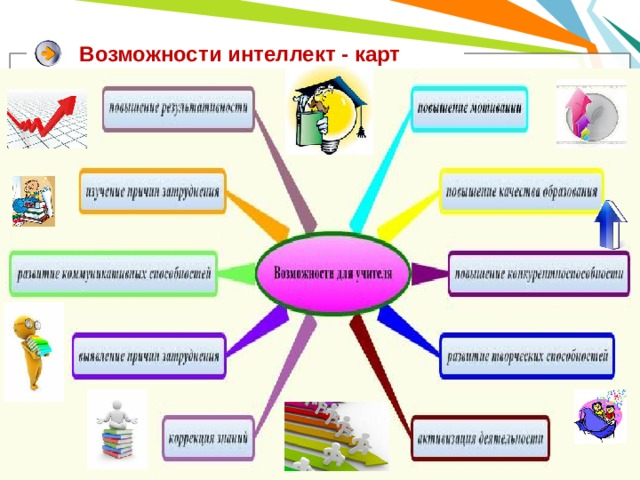 Возможности интеллект - карт
повышение результативности
повышение мотивации
изучение причин затруднения
повышение качества образования
развитие коммуникативных способностей
Возможности для учителя
повышение конкурентноспособности
выявление причин затруднения
развитие творческих способностей
коррекция знаний
активизация деятельности